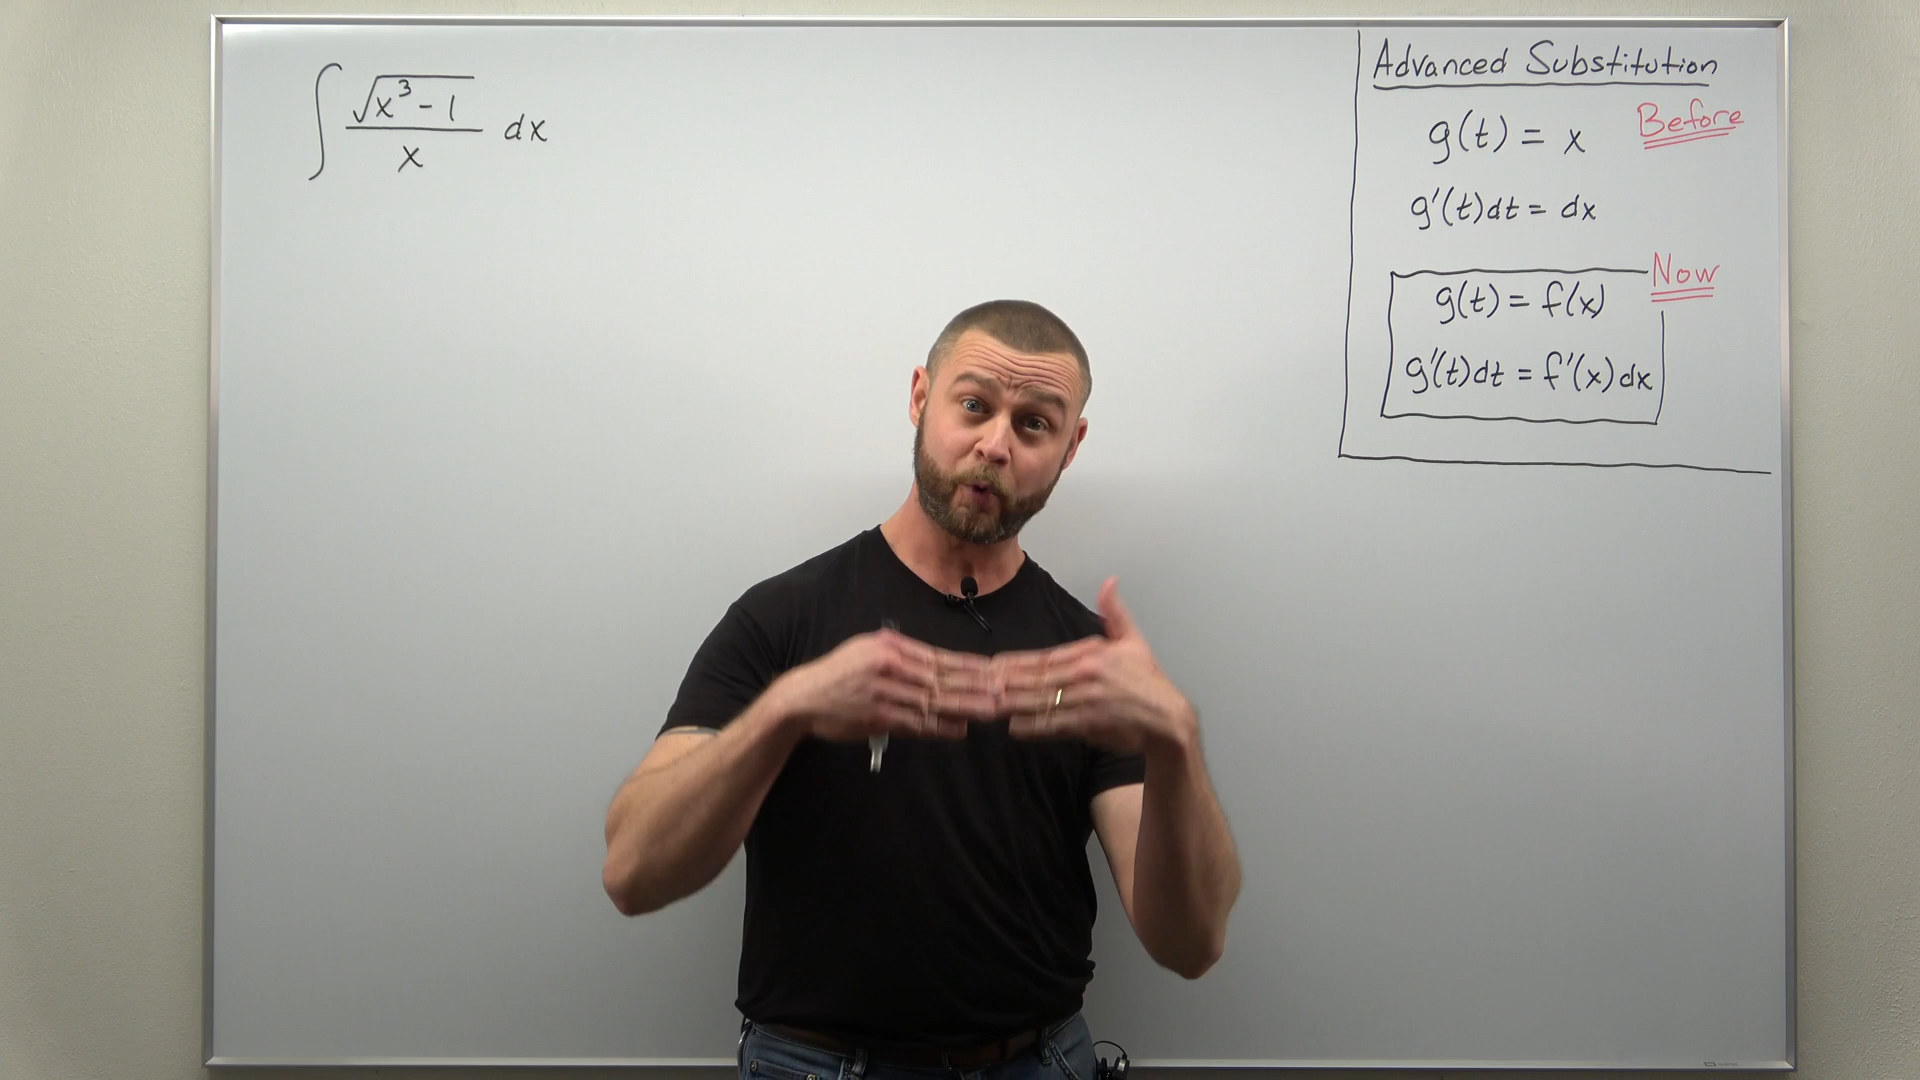 ∫ √(x³ - 1) / x dx
Advanced Substitution
Before
g(t) = x
g'(t)dt = dx
Now
g(t) = f(x)
g'(t)dt = f'(x)dx